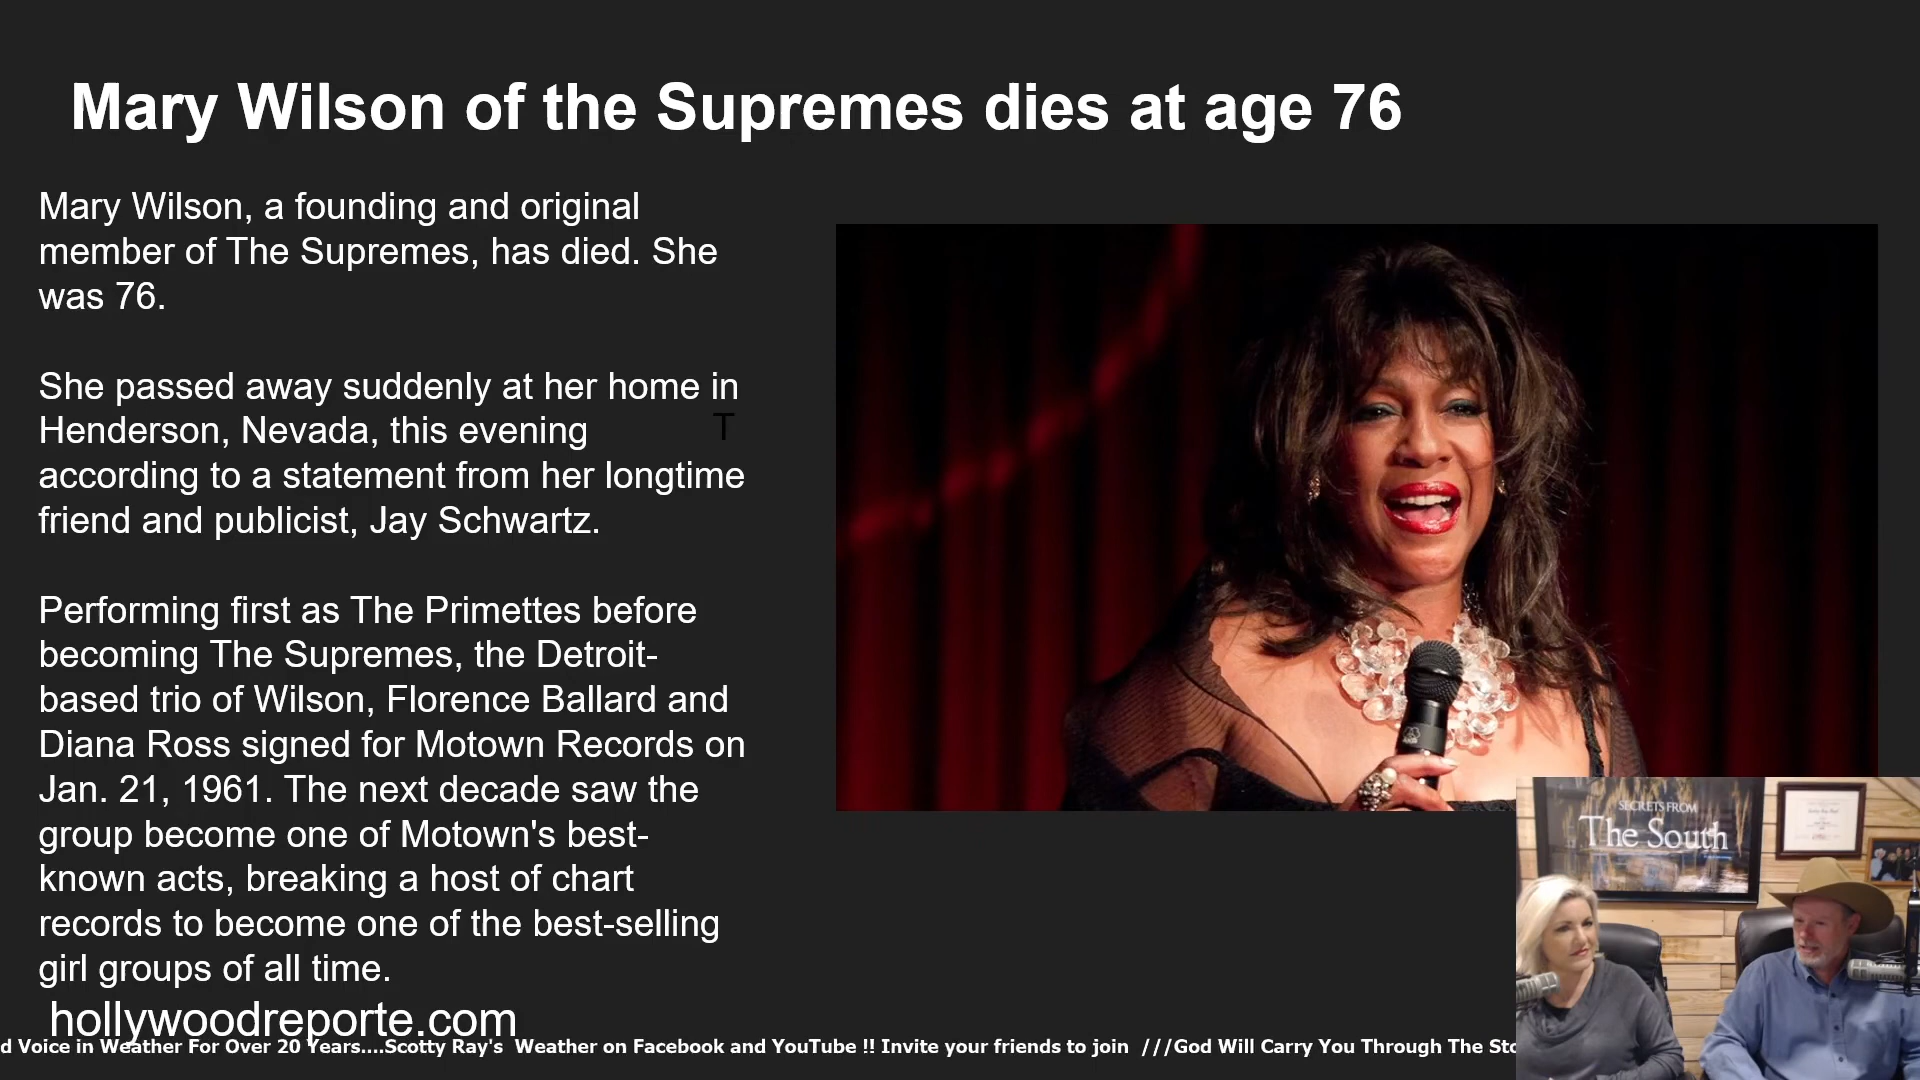 Mary Wilson of the Supremes dies at age 76
Mary Wilson, a founding and original
member of The Supremes, has died. She
was 76.
She passed away suddenly at her home in
T
Henderson, Nevada, this evening
according to a statement from her longtime
friend and publicist, Jay Schwartz.
Performing first as The Primettes before
becoming The Supremes, the Detroit-
based trio of Wilson, Florence Ballard and
Diana Ross signed for Motown Records on
Jan. 21, 1961. The next decade saw the
group become one of Motown's best-
known acts, breaking a host of chart
records to become one of the best-selling
girl groups of all time.
hollywoodreporte.com
d Voice in Weather For Over 20 Years....Scotty Ray's Weather on Facebook and YouTube !! Invite your friends to join ///God Will Carry You Through The Sto
SECRETS FROM
The South